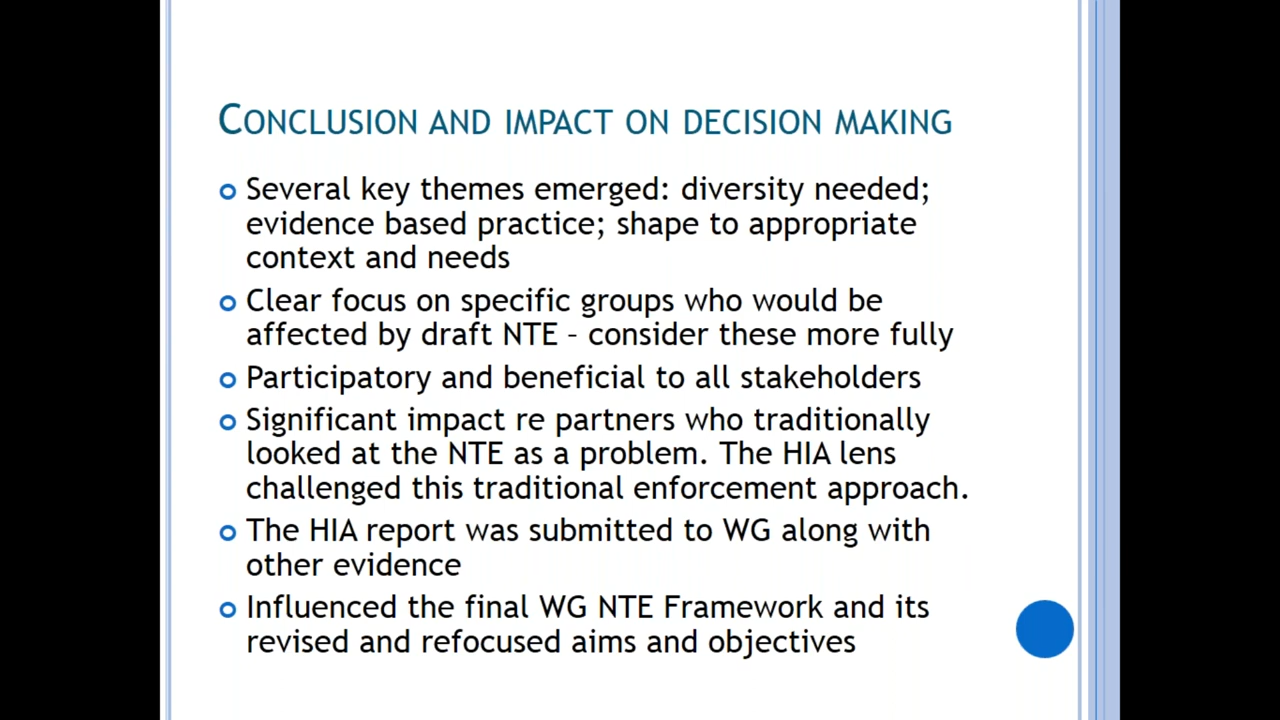 CONCLUSION AND IMPACT ON DECISION MAKING
Several key themes emerged: diversity needed;
evidence based practice; shape to appropriate
context and needs
Clear focus on specific groups who would be
affected by draft NTE – consider these more fully
Participatory and beneficial to all stakeholders
Significant impact re partners who traditionally
looked at the NTE as a problem. The HIA lens
challenged this traditional enforcement approach.
The HIA report was submitted to WG along with
other evidence
Influenced the final WG NTE Framework and its
revised and refocused aims and objectives